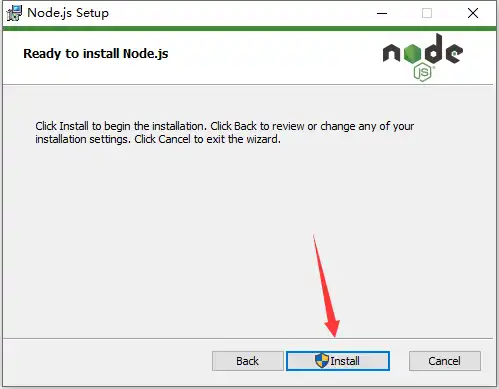 Node.js Setup
Ready to install Node.js
node
JS
Click Install to begin the installation. Click Back to review or change any of your
installation settings. Click Cancel to exit the wizard.
Back
Install
Cancel